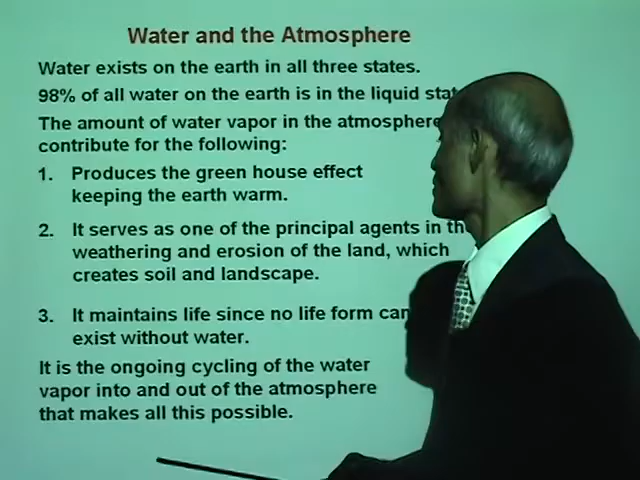 Water and the Atmosphere
Water exists on the earth in all three states.
98% of all water on the earth is in the liquid stat
The amount of water vapor in the atmosphere
contribute for the following:
1. Produces the green house effect
keeping the earth warm.
2. It serves as one of the principal agents in th
weathering and erosion of the land, which
creates soil and landscape.
3. It maintains life since no life form can
exist without water.
It is the ongoing cycling of the water
vapor into and out of the atmosphere
that makes all this possible.